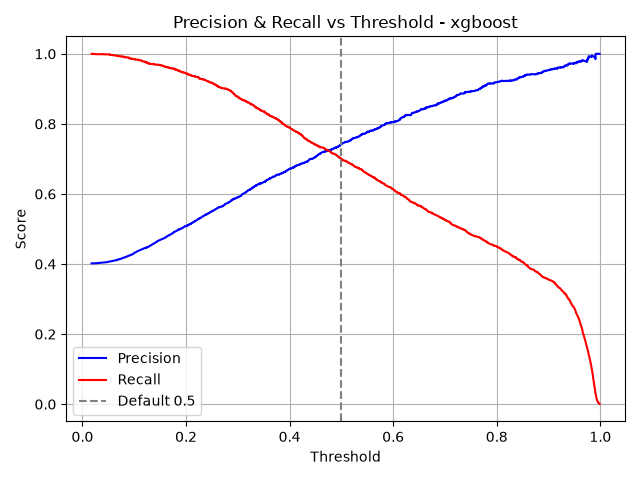 Precision & Recall vs Threshold - xgboost
Score
1.0
0.8
0.6
0.4
0.2
0.0
Precision
Recall
Default 0.5
0.0 0.2 0.4 0.6 0.8 1.0
Threshold